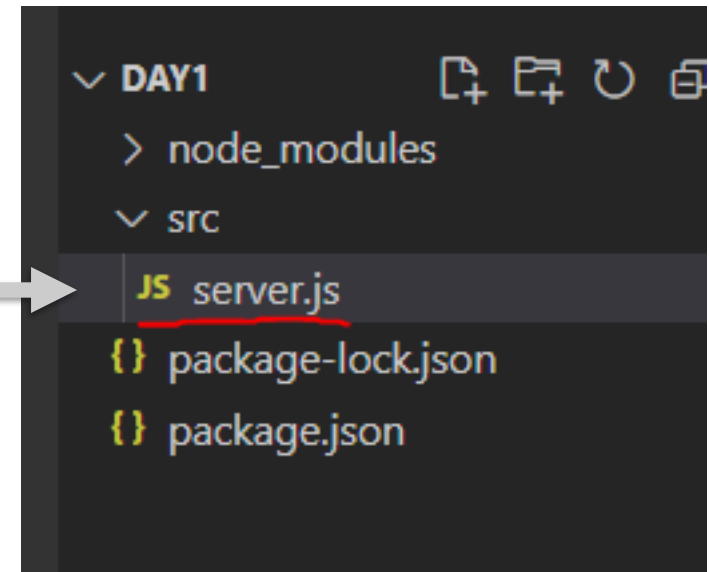 DAY1
node_modules
src
JS server.js
{} package-lock.json
{} package.json